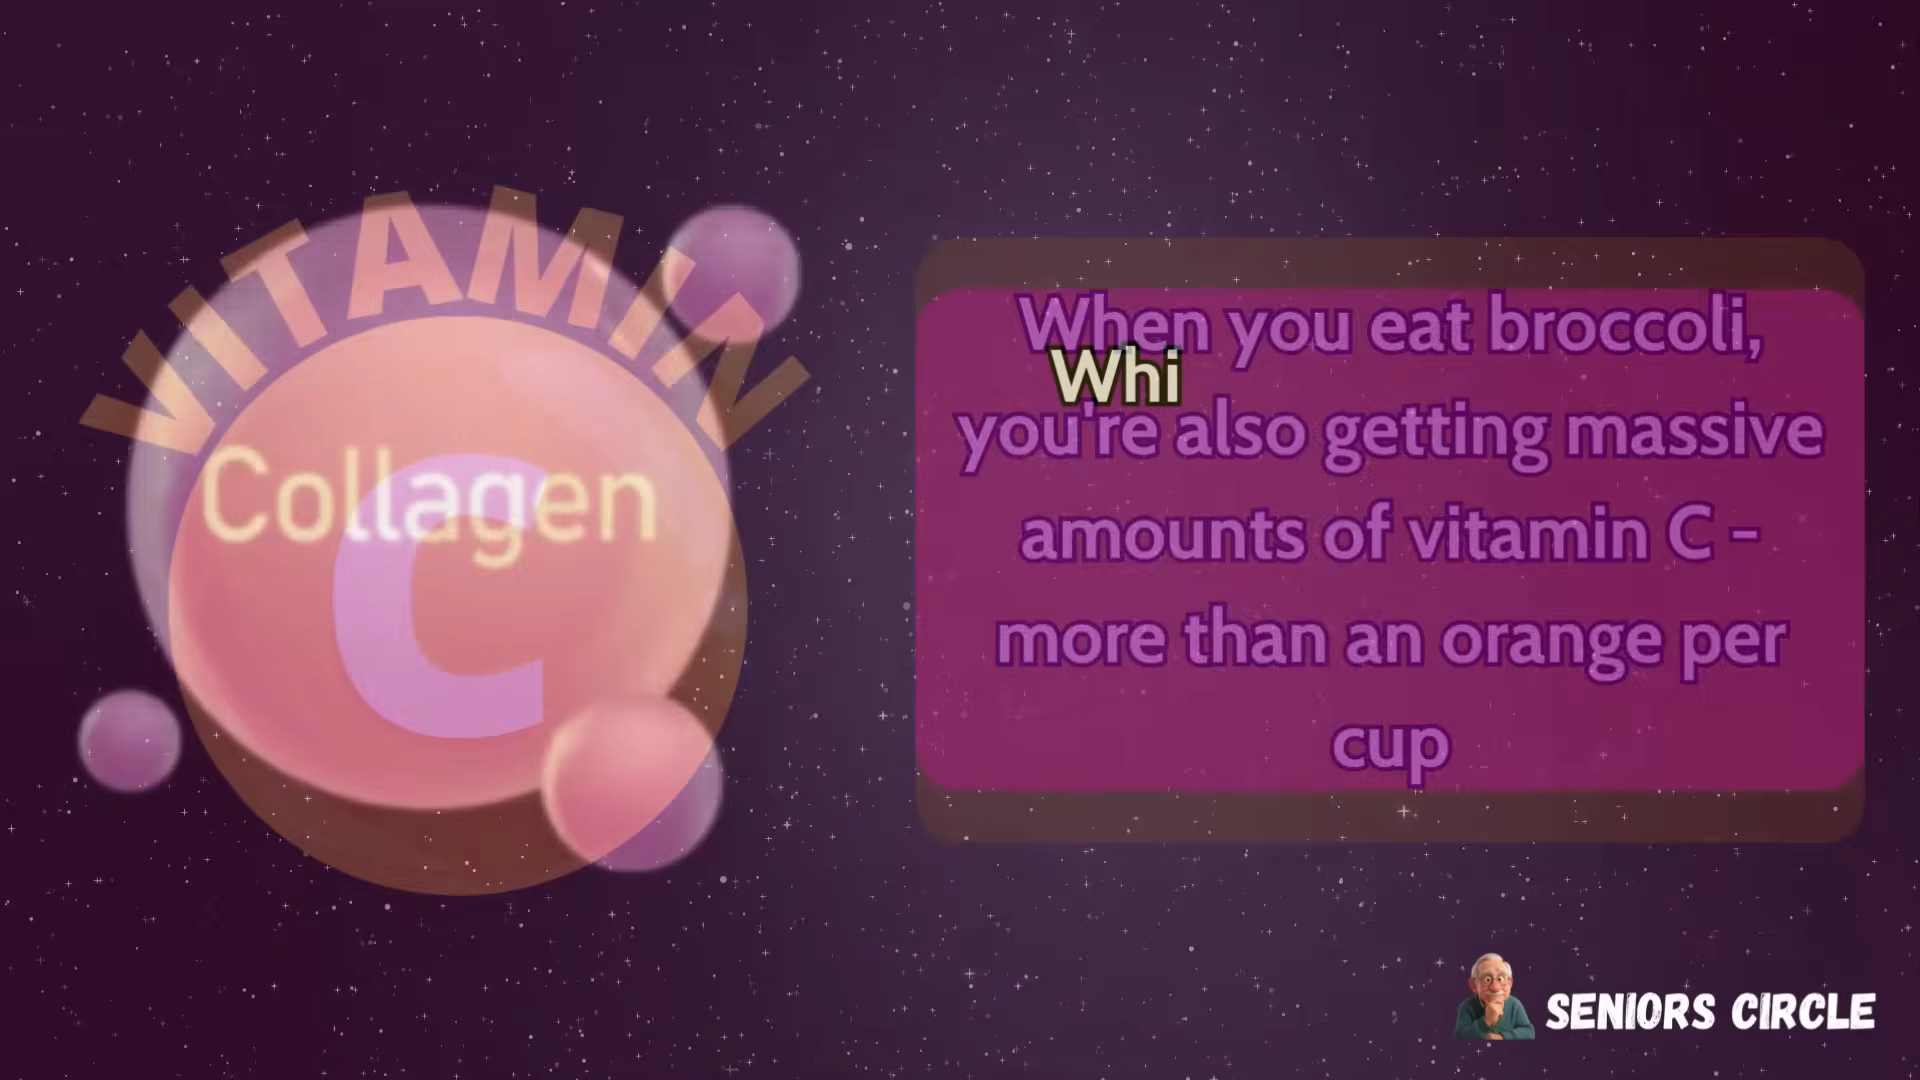 VITAMIN
C
Collagen
When you eat broccoli,
you're also getting massive
amounts of vitamin C -
more than an orange per
cup
Whi
SENIORS CIRCLE